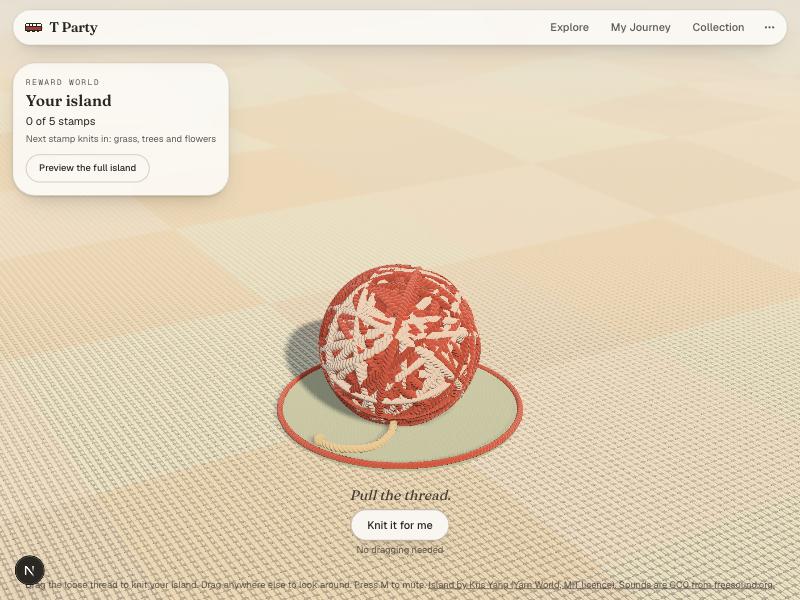 T Party
Explore
My Journey
Collection
REWARD WORLD
Your island
0 of 5 stamps
Next stamp knits in: grass, trees and flowers
Preview the full island
Pull the thread.
Knit it for me
No dragging needed
N
the loose thread to knit your island. Drag anywhere else to look around. Press M to mute. Island by Kris Yang (Yarn World, MIT licence). Sounds are CC0 from freesound.org.